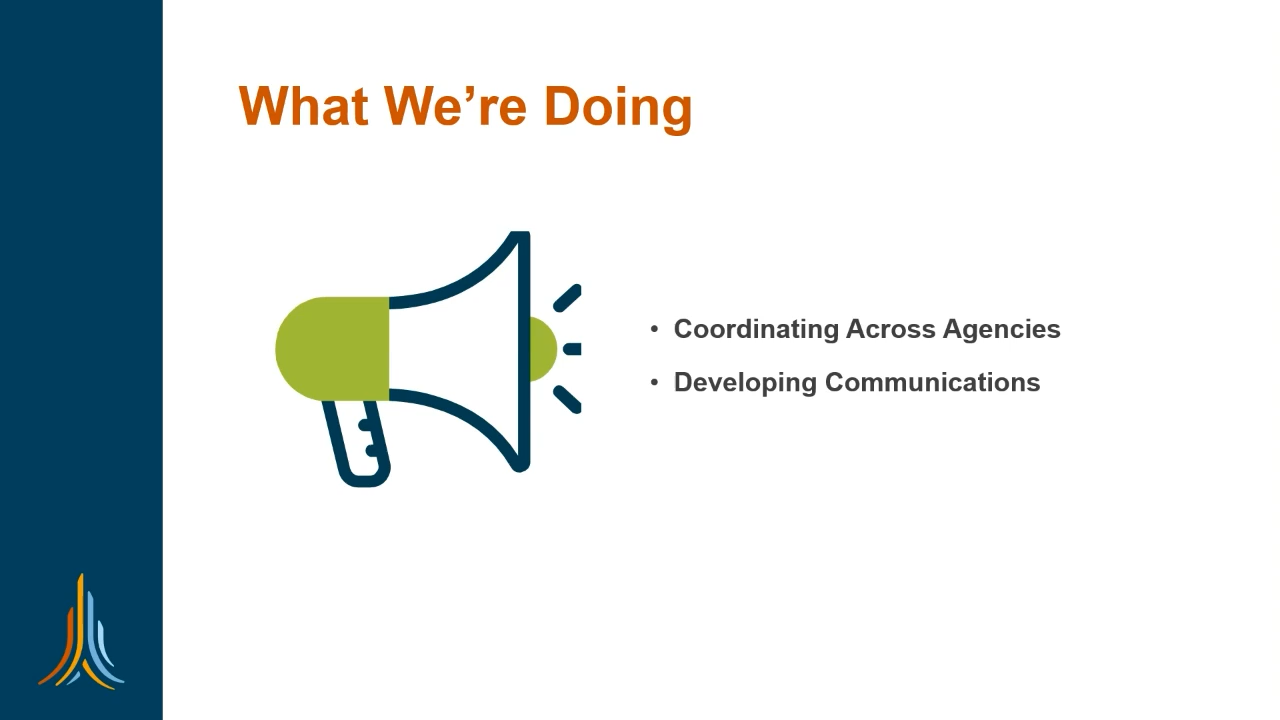 What We’re Doing
• Coordinating Across Agencies
• Developing Communications